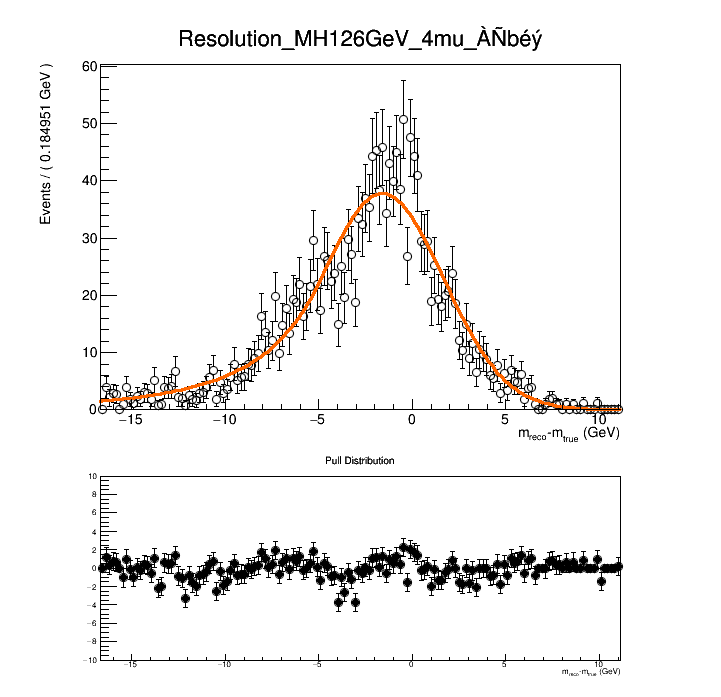 Resolution_MH126GeV_4mu_ÀÑbéý
Events / ( 0.184951 GeV )
60
50
40
30
20
10
0
−15 −10 −5 0 5 10
mreco-mtrue (GeV)
Pull Distribution
10
8
6
4
2
0
−2
−4
−6
−8
−10
−15 −10 −5 0 5 10
mreco-mtrue (GeV)